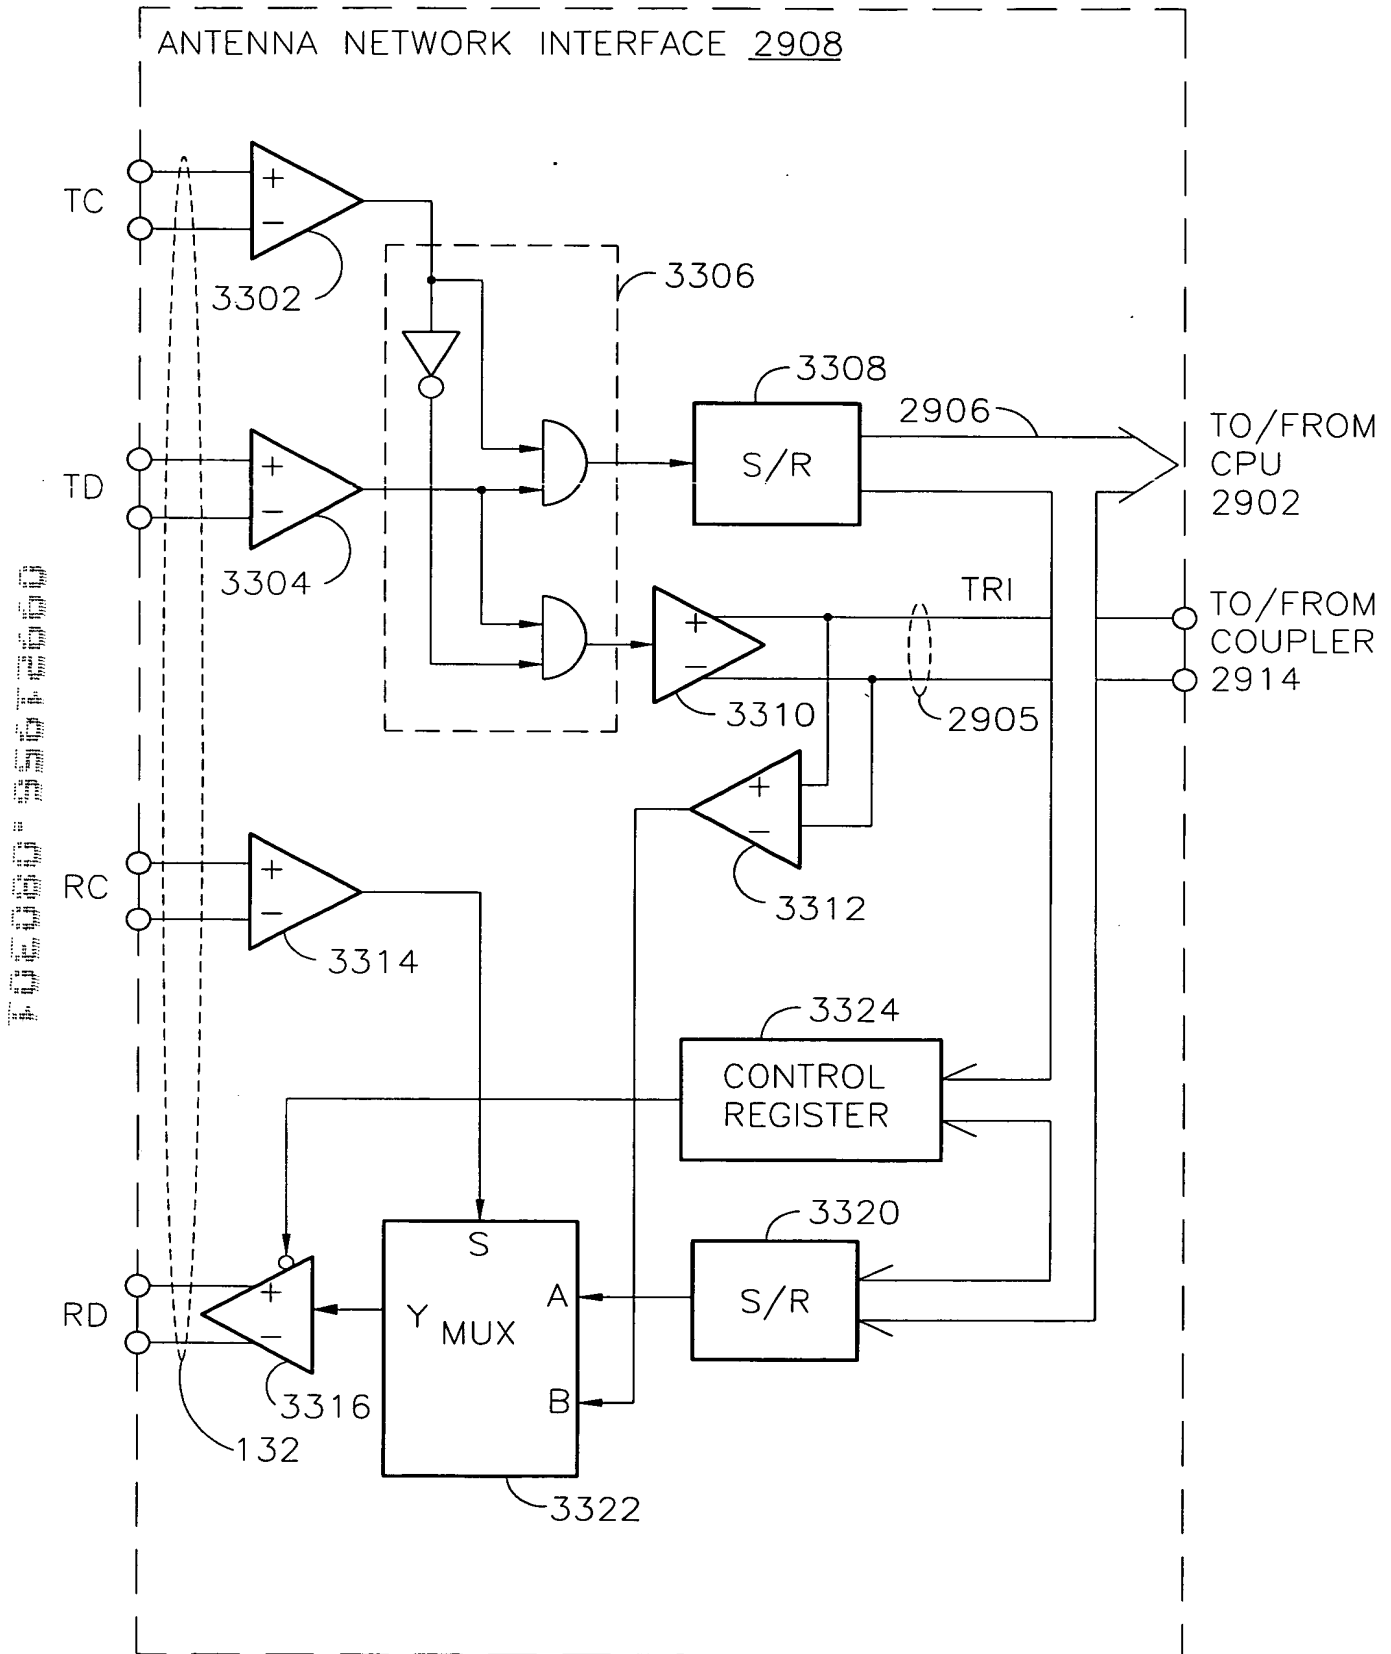 ANTENNA NETWORK INTERFACE 2908
TC
+
−
3302
3306
3308
S/R
2906
TO/FROM
CPU
2902
TD
+
−
3304
TRI
TO/FROM
COUPLER
2914
+
−
3310
2905
+
−
3312
RC
+
−
3314
3324
CONTROL
REGISTER
3320
S/R
RD
+
−
3316
132
S
Y
MUX
A
B
3322